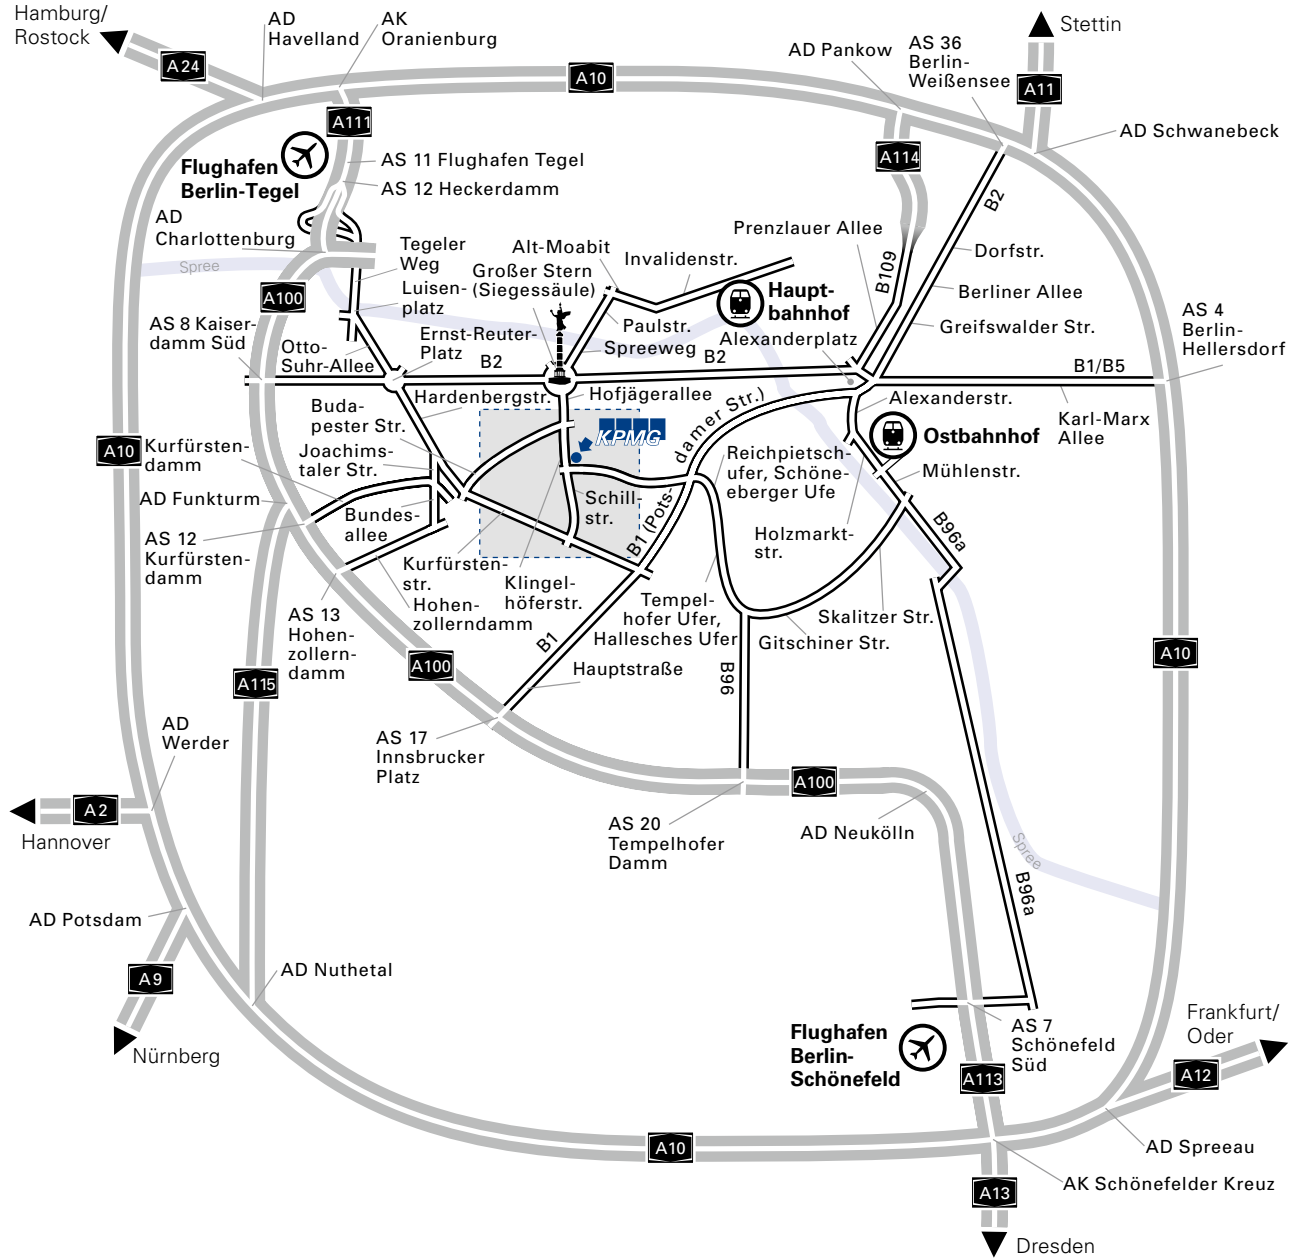 Hamburg/
Rostock
AD
Havelland
AK
Oranienburg
AD Pankow
AS 36
Berlin-
Weißensee
Stettin
A24
A10
A11
A111
A114
AD Schwanebeck
Flughafen
Berlin-Tegel
AS 11 Flughafen Tegel
AS 12 Heckerdamm
B2
AD
Charlottenburg
Spree
Tegeler
Weg
Luisen-
platz
Alt-Moabit
Großer Stern
(Siegessäule)
Invalidenstr.
Prenzlauer Allee
B109
Dorfstr.
Berliner Allee
Greifswalder Str.
A100
Haupt-
bahnhof
Alexanderplatz
AS 4
Berlin-
Hellersdorf
AS 8 Kaiser-
damm Süd
Otto-
Suhr-Allee
Ernst-Reuter-
Platz
B2
Paulstr.
Spreeweg
B2
B1/B5
Hardenbergstr.
Hofjägerallee
Alexanderstr.
Karl-Marx
Allee
Buda-
pester Str.
KPMG
Ostbahnhof
A10
Kurfürsten-
damm
Joachims-
taler Str.
B1 (Pots-
damer Str.)
Reichpietsch-
ufer, Schöne-
eberger Ufe
Mühlenstr.
AD Funkturm
Bundes-
allee
Schill-
str.
Holzmarkt-
str.
B96a
AS 12
Kurfürsten-
damm
Kurfürsten-
str.
Klingel-
höferstr.
AS 13
Hohen-
zollern-
damm
Hohen-
zollerndamm
Tempel-
hofer Ufer,
Hallesches Ufer
Skalitzer Str.
Gitschiner Str.
B1
A100
Hauptstraße
B96
A10
A115
AD
Werder
AS 17
Innsbrucker
Platz
A2
Hannover
A100
AS 20
Tempelhofer
Damm
AD Neukölln
Spree
B96a
AD Potsdam
A9
Nürnberg
AD Nuthetal
Flughafen
Berlin-
Schönefeld
AS 7
Schönefeld
Süd
Frankfurt/
Oder
A12
A113
A10
AD Spreeau
AK Schönefelder Kreuz
A13
Dresden